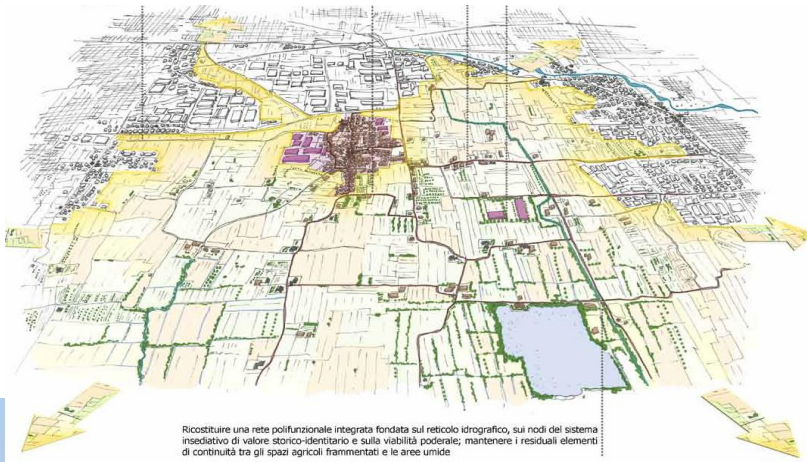 Ricostituire una rete polifunzionale integrata fondata sul reticolo idrografico, sui nodi del sistema
insediativo di valore storico-identitario e sulla viabilità poderale; mantenere i residuali elementi
di continuità tra gli spazi agricoli frammentati e le aree umide